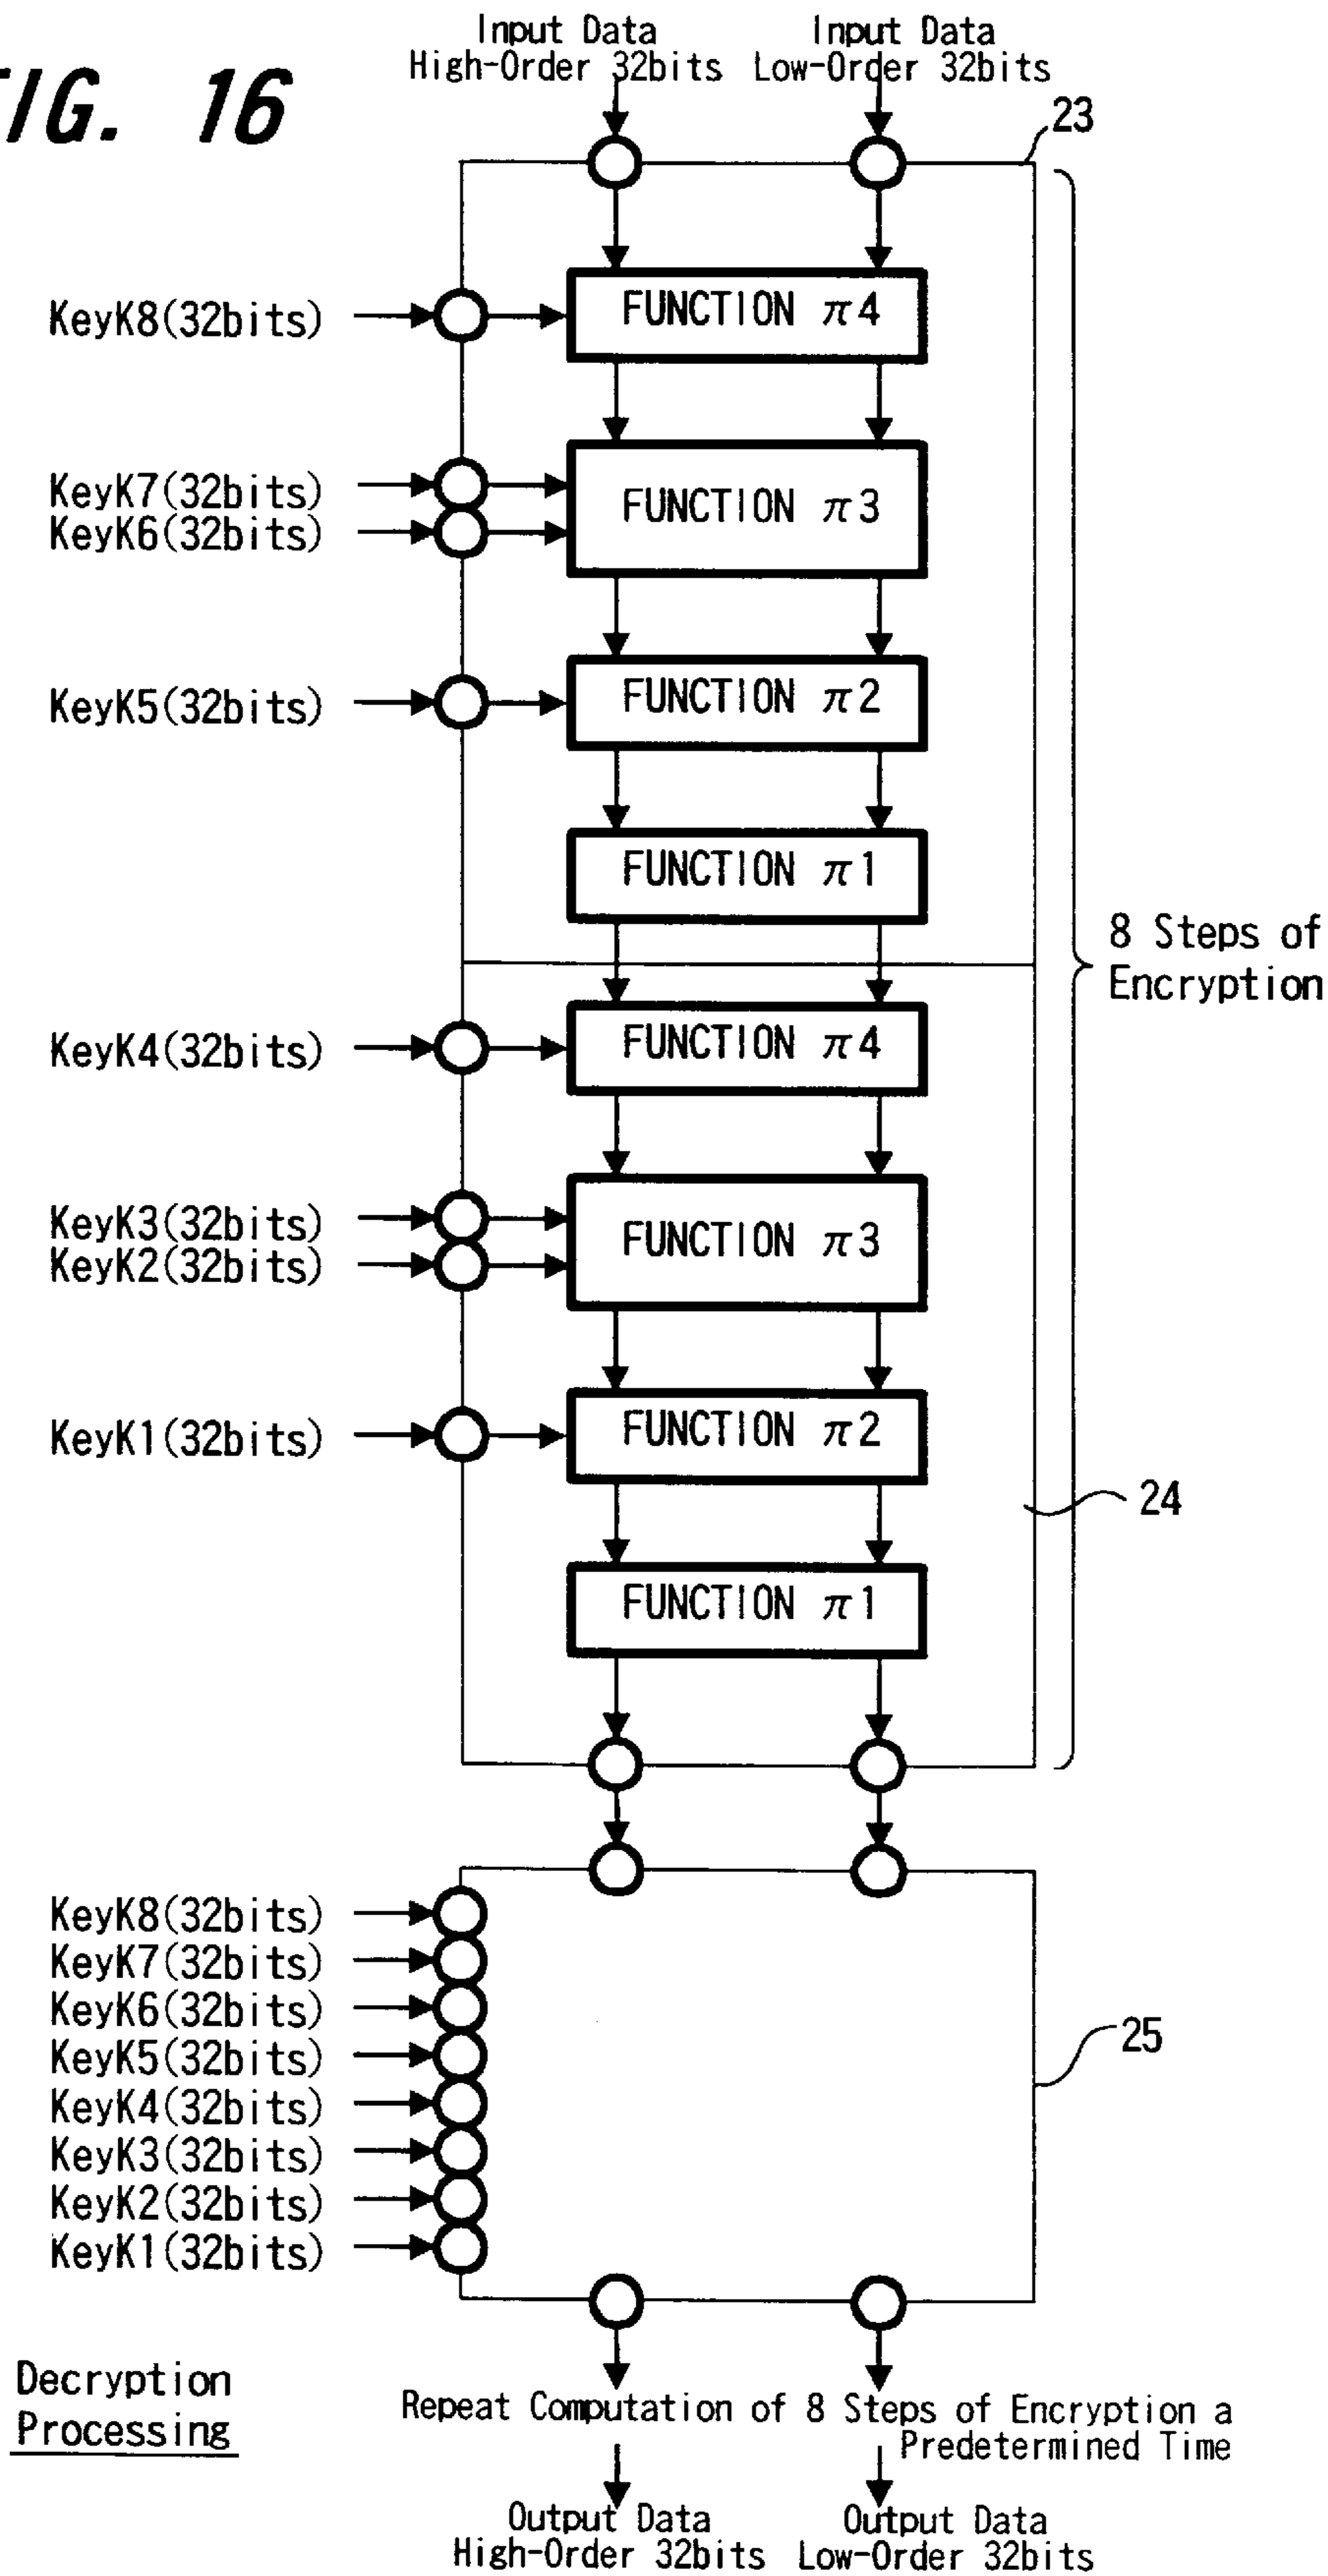 FIG. 16
Input Data
High-Order 32bits
Input Data
Low-Order 32bits
23
KeyK8(32bits)
FUNCTION π4
KeyK7(32bits)
KeyK6(32bits)
FUNCTION π3
KeyK5(32bits)
FUNCTION π2
FUNCTION π1
8 Steps of
Encryption
KeyK4(32bits)
FUNCTION π4
KeyK3(32bits)
KeyK2(32bits)
FUNCTION π3
KeyK1(32bits)
FUNCTION π2
24
FUNCTION π1
KeyK8(32bits)
KeyK7(32bits)
KeyK6(32bits)
KeyK5(32bits)
KeyK4(32bits)
KeyK3(32bits)
KeyK2(32bits)
KeyK1(32bits)
25
Decryption
Processing
Repeat Computation of 8 Steps of Encryption a
Predetermined Time
Output Data
High-Order 32bits
Output Data
Low-Order 32bits